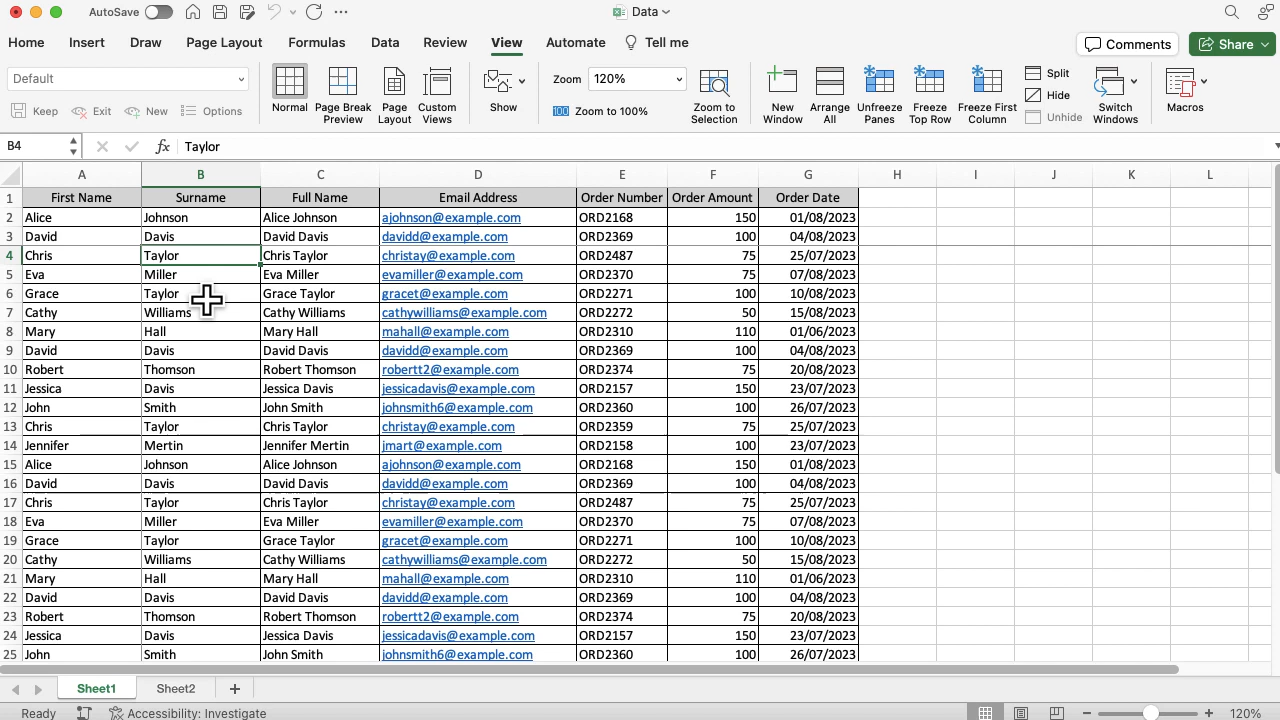 AutoSave Data
Home Insert Draw Page Layout Formulas Data Review View Automate Tell me Comments Share
Default Keep Exit New Options Normal Page Break Preview Page Layout Custom Views Show Zoom 120% Zoom to 100% Zoom to Selection New Window Arrange All Unfreeze Panes Freeze Top Row Freeze First Column Split Hide Unhide Switch Windows Macros
B4 fx Taylor
A B C D E F G H I J K L
1 First Name Surname Full Name Email Address Order Number Order Amount Order Date
2 Alice Johnson Alice Johnson ajohnson@example.com ORD2168 150 01/08/2023
3 David Davis David Davis davidd@example.com ORD2369 100 04/08/2023
4 Chris Taylor Chris Taylor christay@example.com ORD2487 75 25/07/2023
5 Eva Miller Eva Miller evamiller@example.com ORD2370 75 07/08/2023
6 Grace Taylor Grace Taylor gracet@example.com ORD2271 100 10/08/2023
7 Cathy Williams Cathy Williams cathywilliams@example.com ORD2272 50 15/08/2023
8 Mary Hall Mary Hall mahall@example.com ORD2310 110 01/06/2023
9 David Davis David Davis davidd@example.com ORD2369 100 04/08/2023
10 Robert Thomson Robert Thomson robertt2@example.com ORD2374 75 20/08/2023
11 Jessica Davis Jessica Davis jessicadavis@example.com ORD2157 150 23/07/2023
12 John Smith John Smith johnsmith6@example.com ORD2360 100 26/07/2023
13 Chris Taylor Chris Taylor christay@example.com ORD2359 75 25/07/2023
14 Jennifer Mertin Jennifer Mertin jmart@example.com ORD2158 100 23/07/2023
15 Alice Johnson Alice Johnson ajohnson@example.com ORD2168 150 01/08/2023
16 David Davis David Davis davidd@example.com ORD2369 100 04/08/2023
17 Chris Taylor Chris Taylor christay@example.com ORD2487 75 25/07/2023
18 Eva Miller Eva Miller evamiller@example.com ORD2370 75 07/08/2023
19 Grace Taylor Grace Taylor gracet@example.com ORD2271 100 10/08/2023
20 Cathy Williams Cathy Williams cathywilliams@example.com ORD2272 50 15/08/2023
21 Mary Hall Mary Hall mahall@example.com ORD2310 110 01/06/2023
22 David Davis David Davis davidd@example.com ORD2369 100 04/08/2023
23 Robert Thomson Robert Thomson robertt2@example.com ORD2374 75 20/08/2023
24 Jessica Davis Jessica Davis jessicadavis@example.com ORD2157 150 23/07/2023
25 John Smith John Smith johnsmith6@example.com ORD2360 100 26/07/2023
Sheet1 Sheet2
Ready Accessibility: Investigate 120%